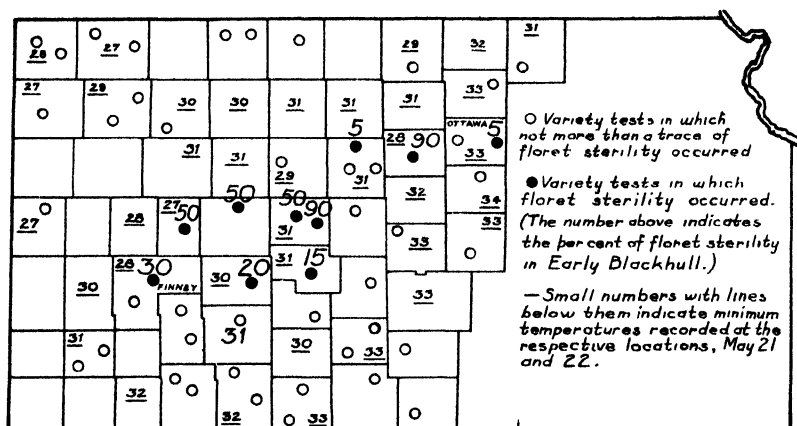 31
28 27 29 32
27 29 30 30 31 31 31 33
5 OTTAWA 5
28 90 33
31 31 29 31
32 34
27 28 27 50 50 50 90 31 33 33
28 30 FINNEY 30 20 31 15
30 33
31 31 30 33
32 32 33
○ Variety tests in which
not more than a trace of
floret sterility occurred
● Variety tests in which
floret sterility occurred.
(The number above indicates
the per cent of floret sterility
in Early Blackhull.)
— Small numbers with lines
below them indicate minimum
temperatures recorded at the
respective locations, May 21
and 22.